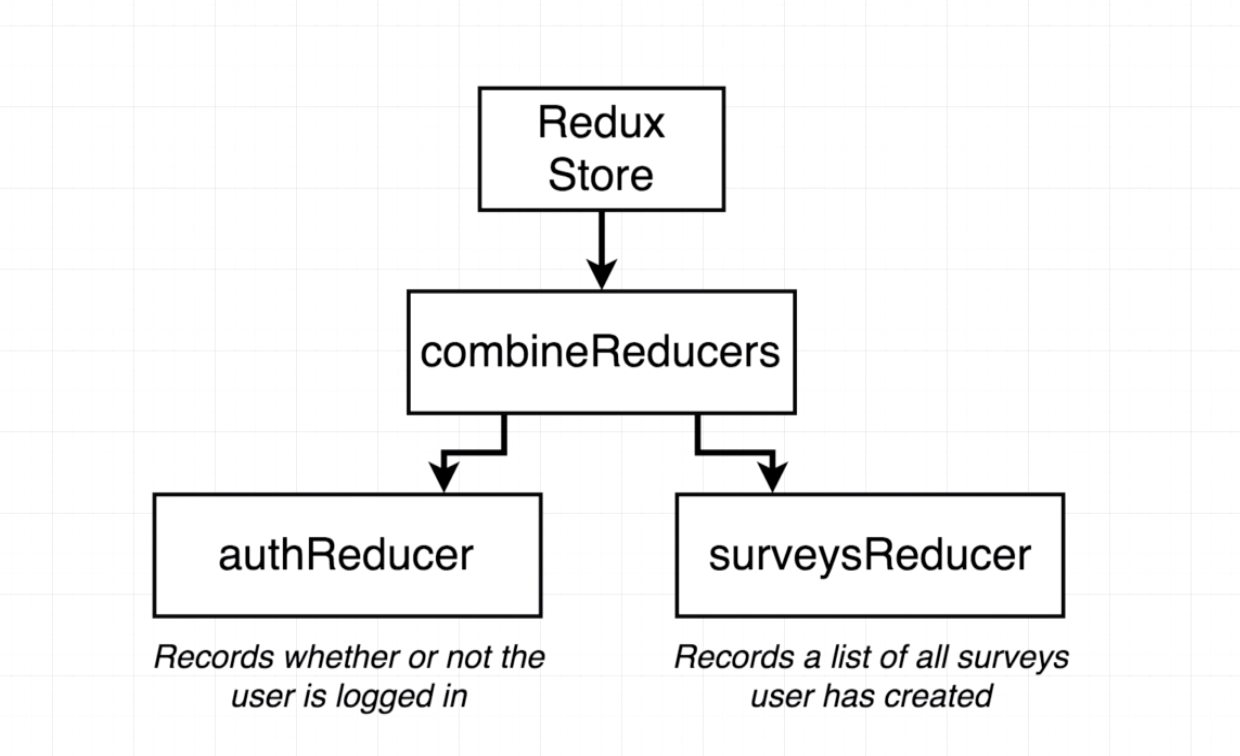 Redux
Store
combineReducers
authReducer
surveysReducer
Records whether or not the
user is logged in
Records a list of all surveys
user has created